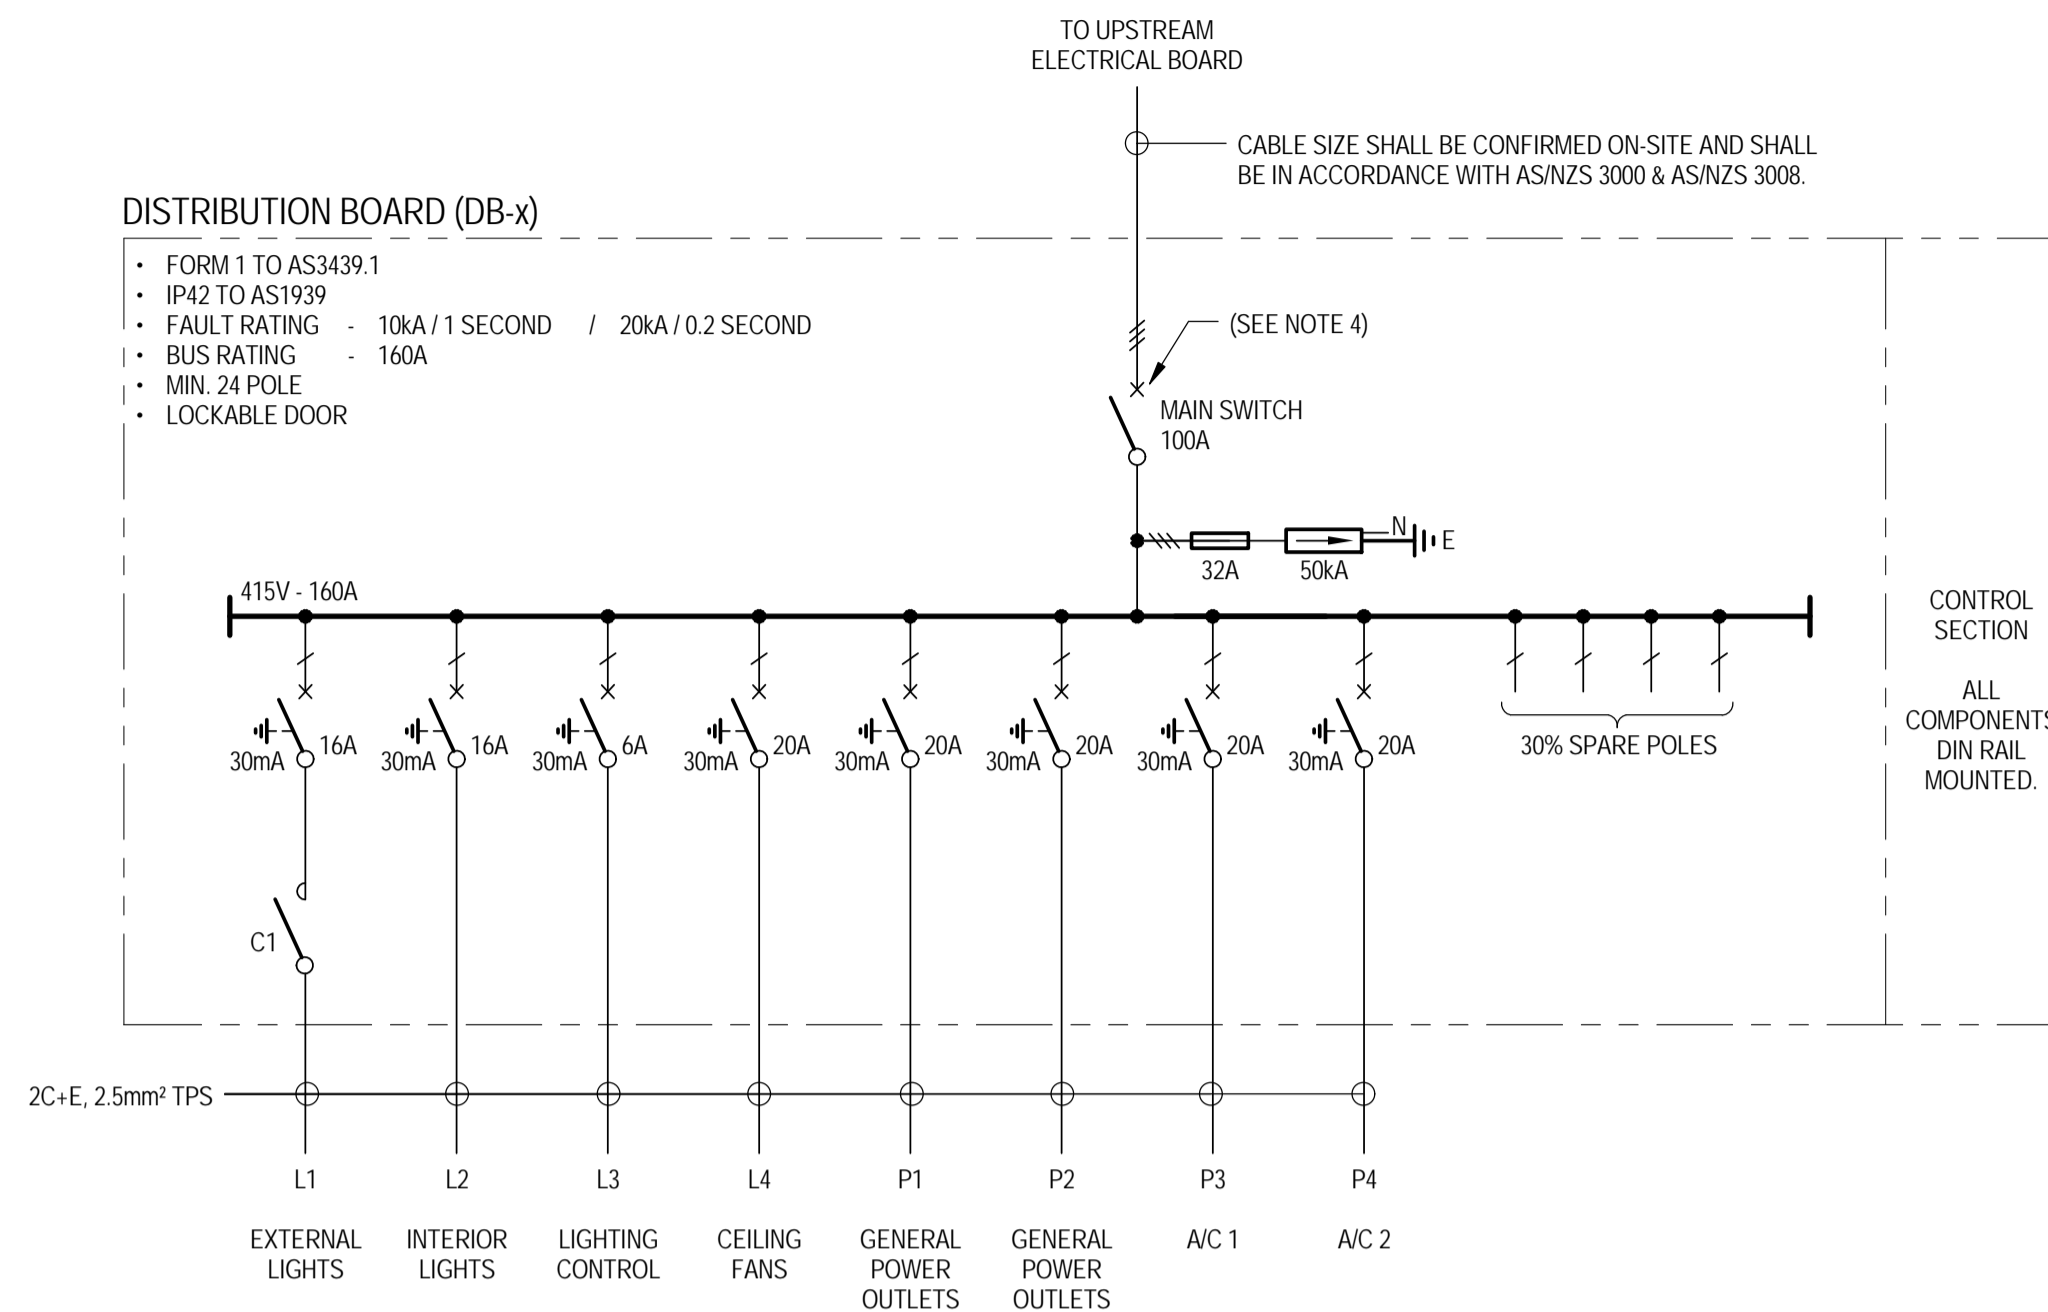 TO UPSTREAM
ELECTRICAL BOARD
CABLE SIZE SHALL BE CONFIRMED ON-SITE AND SHALL
BE IN ACCORDANCE WITH AS/NZS 3000 & AS/NZS 3008.
DISTRIBUTION BOARD (DB-x)
• FORM 1 TO AS3439.1
• IP42 TO AS1939
• FAULT RATING - 10kA / 1 SECOND / 20kA / 0.2 SECOND
• BUS RATING - 160A
• MIN. 24 POLE
• LOCKABLE DOOR
(SEE NOTE 4)
MAIN SWITCH
100A
N
E
32A 50kA
415V - 160A
CONTROL
SECTION
ALL
COMPONENTS
DIN RAIL
MOUNTED.
16A 16A 6A 20A 20A 20A 20A 20A
30mA 30mA 30mA 30mA 30mA 30mA 30mA 30mA
30% SPARE POLES
C1
2C+E, 2.5mm² TPS
L1 L2 L3 L4 P1 P2 P3 P4
EXTERNAL
LIGHTS
INTERIOR
LIGHTS
LIGHTING
CONTROL
CEILING
FANS
GENERAL
POWER
OUTLETS
GENERAL
POWER
OUTLETS
A/C 1
A/C 2